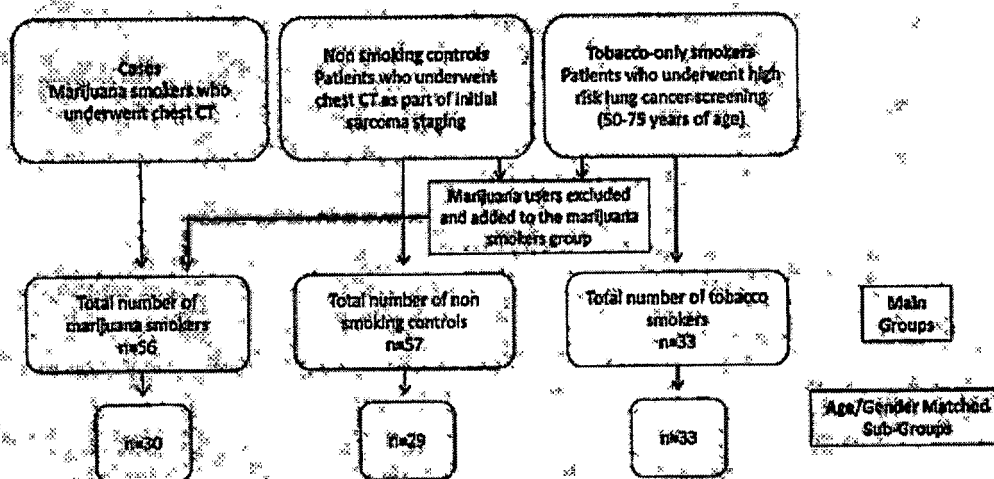 Cases
Marijuana smokers who
underwent chest CT
Non smoking controls
Patients who underwent
chest CT as part of initial
sarcoma staging
Tobacco-only smokers
Patients who underwent high
risk lung cancer screening
(50-75 years of age)
Marijuana users excluded
and added to the marijuana
smokers group
Total number of
marijuana smokers
n=56
Total number of non
smoking controls
n=57
Total number of tobacco
smokers
n=33
Main
Groups
n=30
n=29
n=33
Age/Gender Matched
Sub-Groups